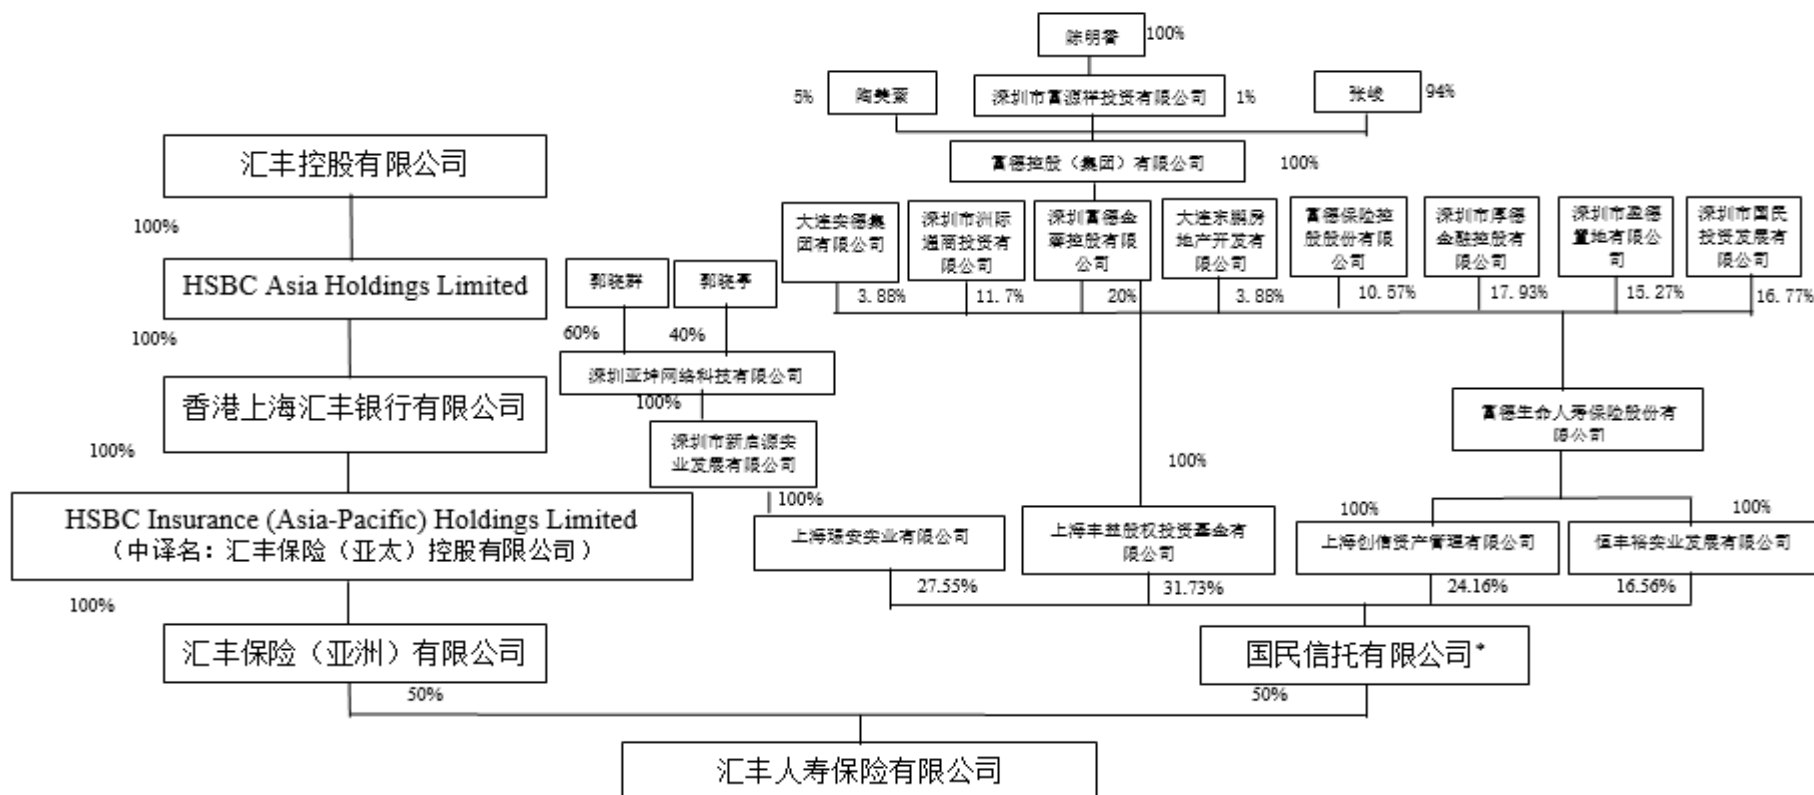 陈明香
100%
5%
陶美蓉
深圳市富源祥投资有限公司
1%
张峻
94%
富德控股（集团）有限公司
100%
汇丰控股有限公司
100%
HSBC Asia Holdings Limited
100%
香港上海汇丰银行有限公司
100%
HSBC Insurance (Asia-Pacific) Holdings Limited
（中译名：汇丰保险（亚太）控股有限公司）
100%
汇丰保险（亚洲）有限公司
50%
郭晓群
郭晓亭
60%
40%
深圳亚坤网络科技有限公司
100%
深圳市新启源实
业发展有限公司
100%
上海璟安实业有限公司
27.55%
大连安德集
团有限公司
3.88%
深圳市洲际
通商投资有
限公司
11.7%
深圳富德金
蓁控股有限
公司
20%
大连东鹏房
地产开发有
限公司
3.88%
富德保险控
股股份有限
公司
10.57%
深圳市厚德
金融控股有
限公司
17.93%
深圳市盈德
置地有限公
司
15.27%
深圳市国民
投资发展有
限公司
16.77%
100%
上海丰益股权投资基金有
限公司
31.73%
富德生命人寿保险股份有
限公司
100%
上海创信资产管理有限公司
24.16%
100%
恒丰裕实业发展有限公司
16.56%
国民信托有限公司*
50%
汇丰人寿保险有限公司